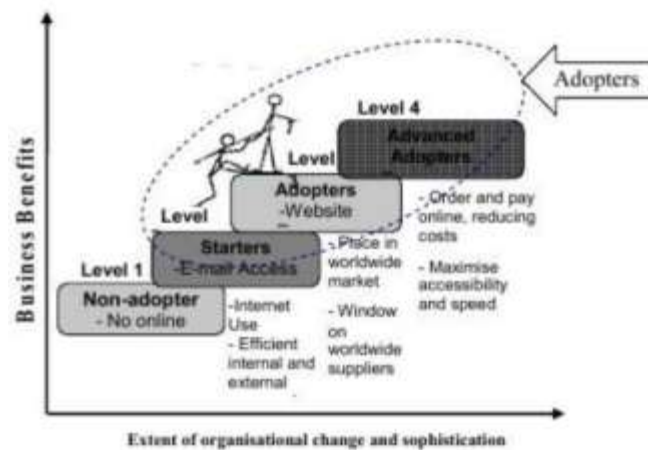 Adopters
Level 4
Advanced
Adopters
Level
Adopters
-Website
Level
Starters
-E-mail Access
Level 1
Non-adopter
- No online
- Order and pay
online, reducing
costs
- Maximise
accessibility
and speed
- Place in
worldwide
market
- Window
on
worldwide
suppliers
-Internet
Use
- Efficient
internal and
external
Business Benefits
Extent of organisational change and sophistication